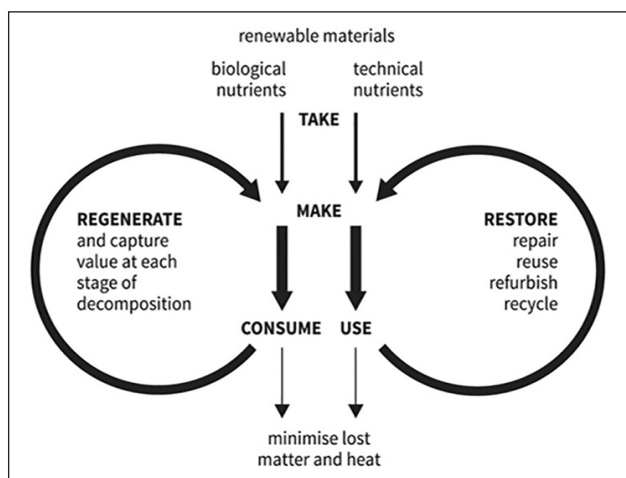 renewable materials
biological
nutrients
technical
nutrients
TAKE
MAKE
REGENERATE
and capture
value at each
stage of
decomposition
RESTORE
repair
reuse
refurbish
recycle
CONSUME USE
minimise lost
matter and heat